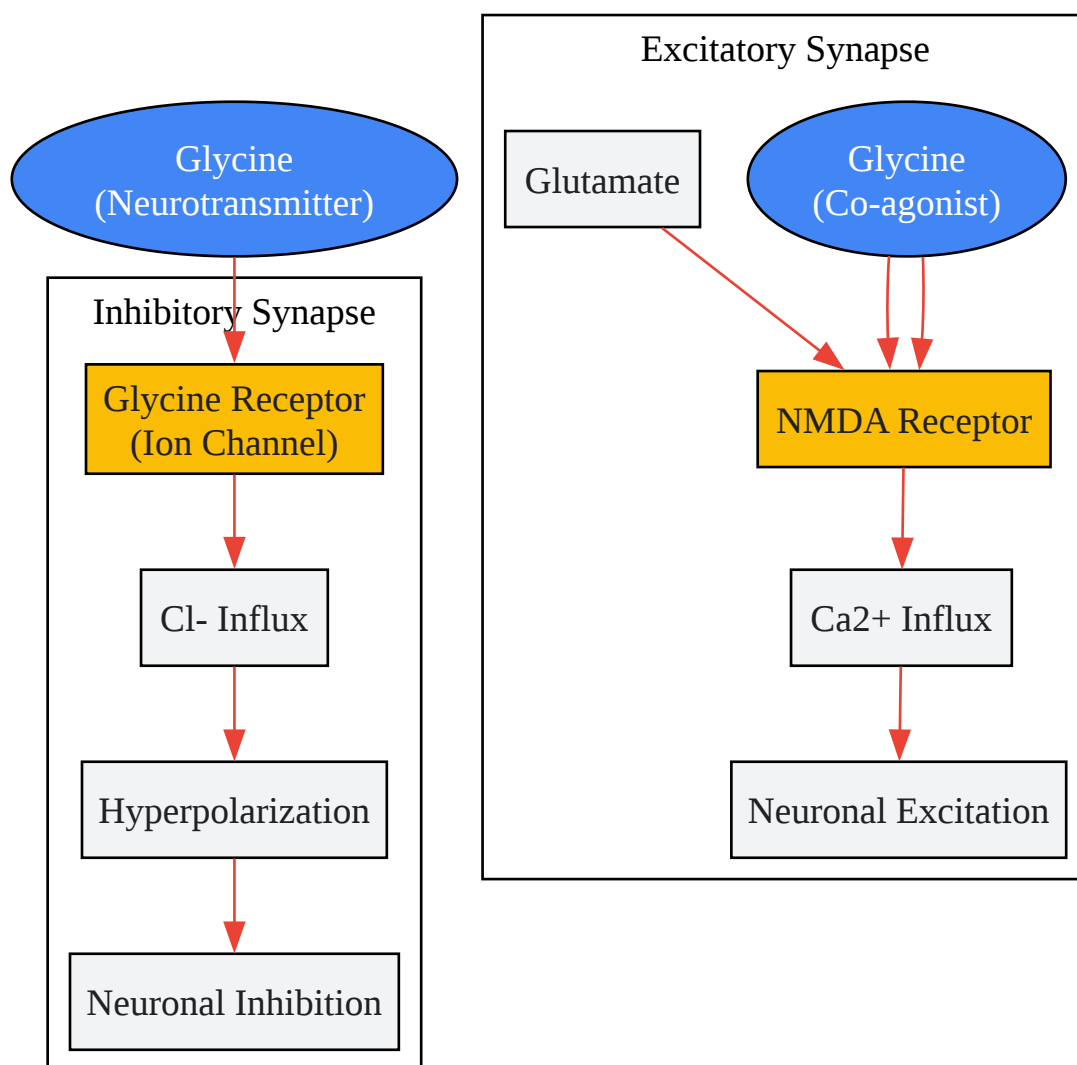 Excitatory Synapse
Glutamate
Glycine
(Co-agonist)
NMDA Receptor
Ca2+ Influx
Neuronal Excitation
Glycine
(Neurotransmitter)
Inhibitory Synapse
Glycine Receptor
(Ion Channel)
Cl- Influx
Hyperpolarization
Neuronal Inhibition